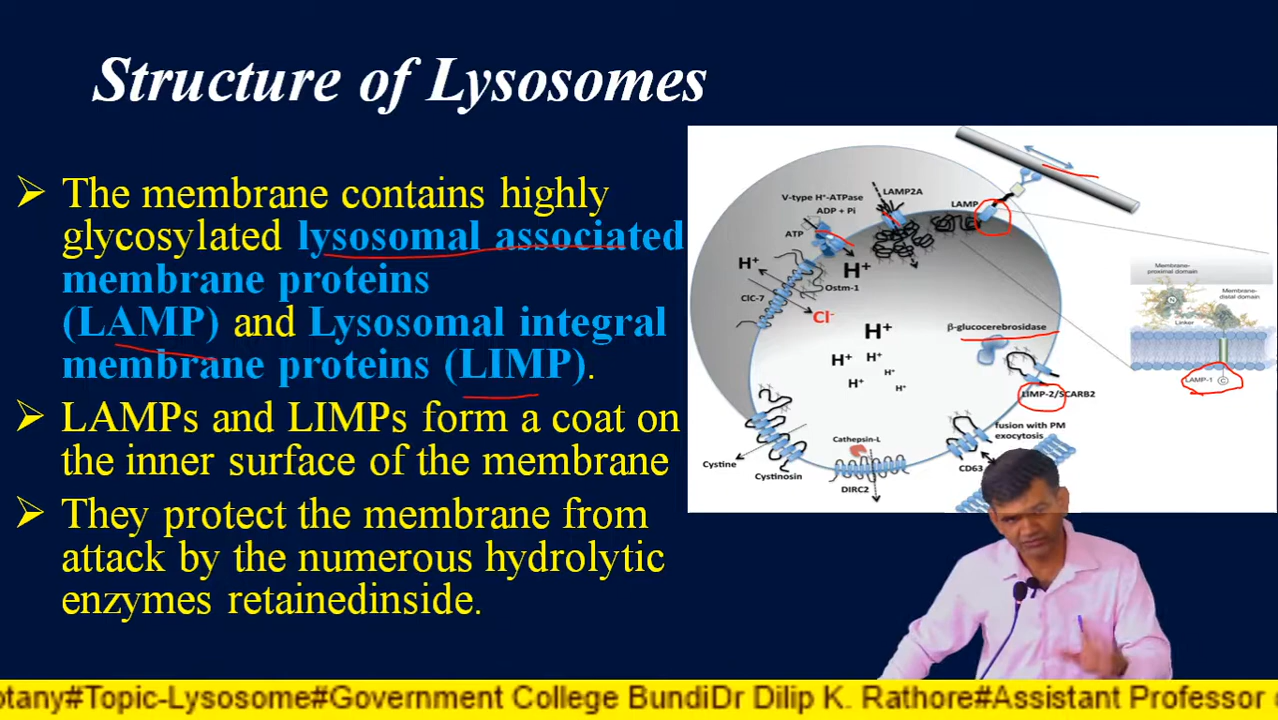 Structure of Lysosomes
➢ The membrane contains highly
glycosylated lysosomal associated
membrane proteins
(LAMP) and Lysosomal integral
membrane proteins (LIMP).
➢ LAMPs and LIMPs form a coat on
the inner surface of the membrane
➢ They protect the membrane from
attack by the numerous hydrolytic
enzymes retainedinside.
V-type H⁺-ATPase
ADP + Pi
ATP
LAMP2A
LAMP
H⁺
H⁺
ClC-7
Ostm-1
Cl⁻
H⁺
H⁺
H⁺
H⁺
H⁺
H⁺
β-glucocerebrosidase
LIMP-2/SCARB2
fusion with PM
exocytosis
CD63
Cathepsin-L
DIRC2
Cystine
Cystinosin
Membrane-
proximal domain
Membrane-
distal domain
N
Linker
LAMP-1
C
otany#Topic-Lysosome#Government College BundiDr Dilip K. Rathore#Assistant Professor